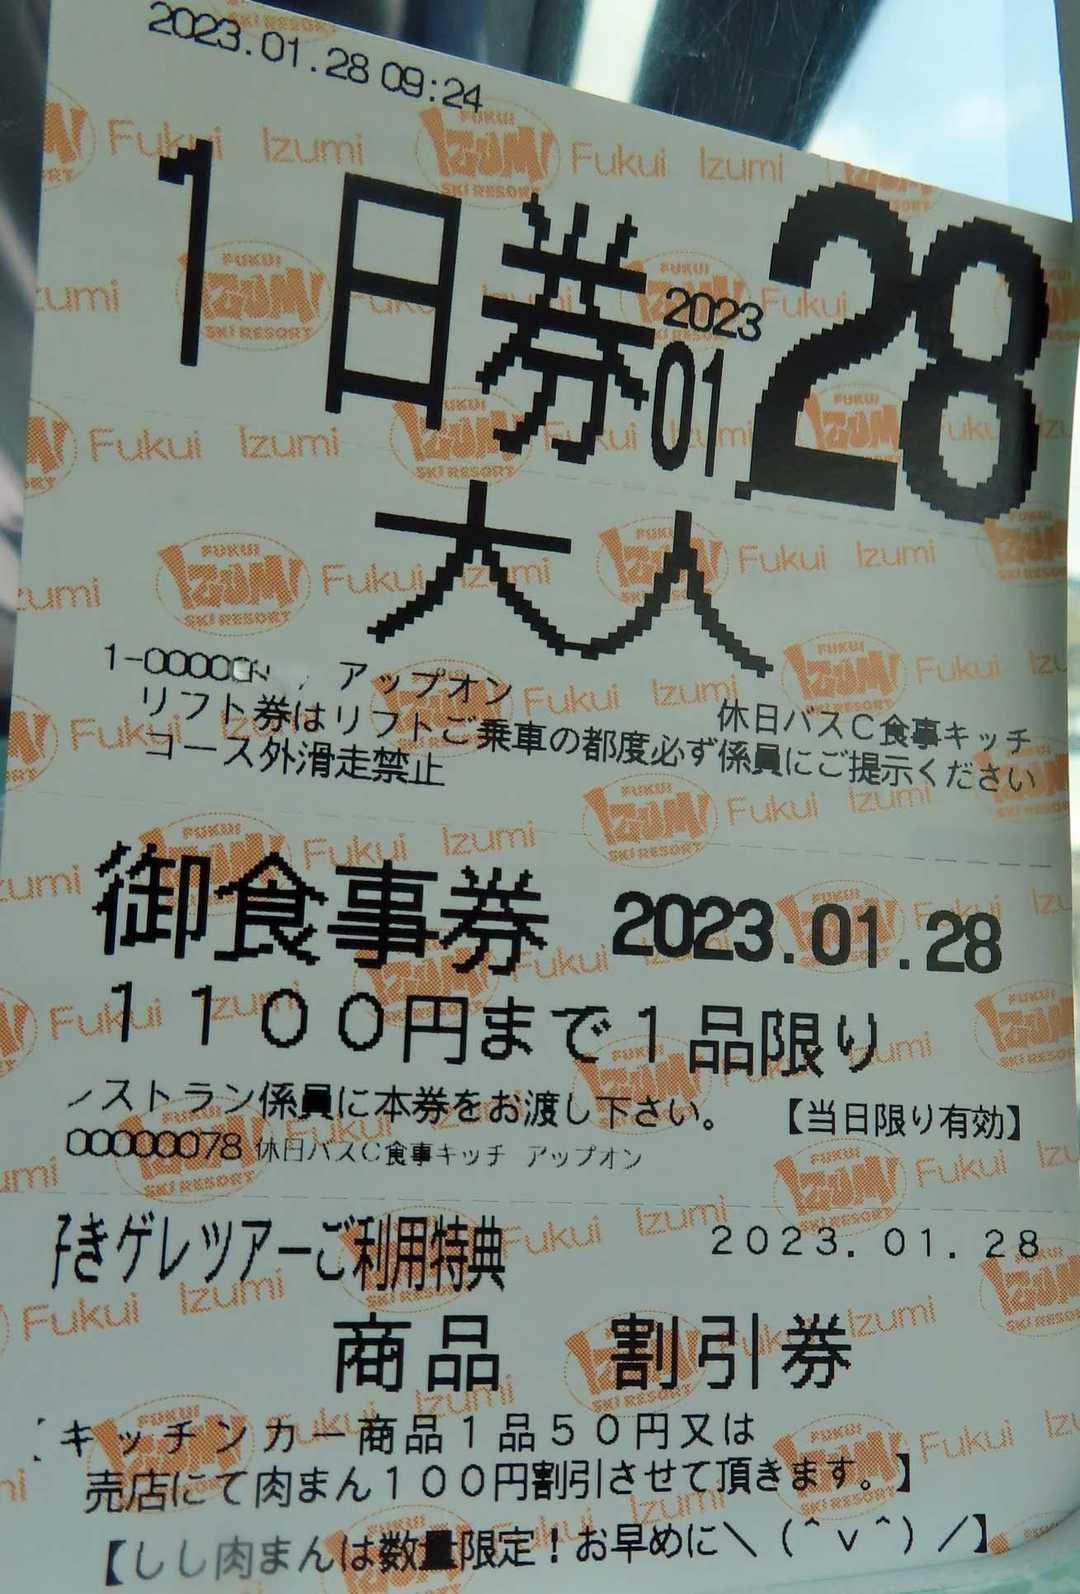 2023.01.28 09:24
1日券 2023 01 28
大人
アップオン
休日バスC食事キッチ
リフト券はリフトご乗車の都度必ず係員にご提示ください
コース外滑走禁止
御食事券 2023.01.28
1100円まで1品限り
レストラン係員に本券をお渡し下さい。 【当日限り有効】
00000078 休日バスC食事キッチ アップオン
好きゲレツアーご利用特典 2023.01.28
商品 割引券
キッチンカー商品1品50円又は
売店にて肉まん100円割引させて頂きます。】
【しし肉まんは数量限定！お早めに＼(^v^)／】
Fukui Izumi
FUKUI IZUMI SKI RESORT